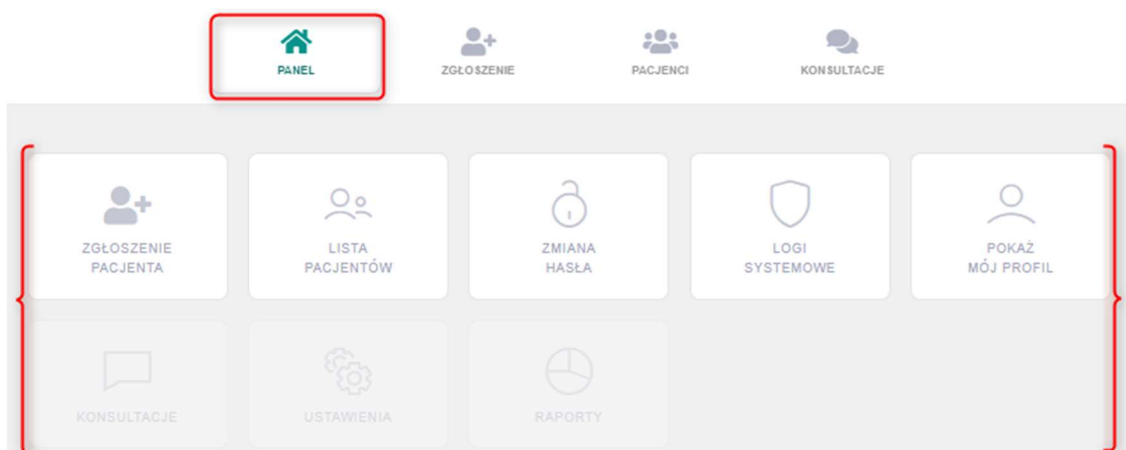 PANEL
ZGŁOSZENIE
PACJENCI
KONSULTACJE
ZGŁOSZENIE
PACJENTA
LISTA
PACJENTÓW
ZMIANA
HASŁA
LOGI
SYSTEMOWE
POKAŻ
MÓJ PROFIL
KONSULTACJE
USTAWIENIA
RAPORTY